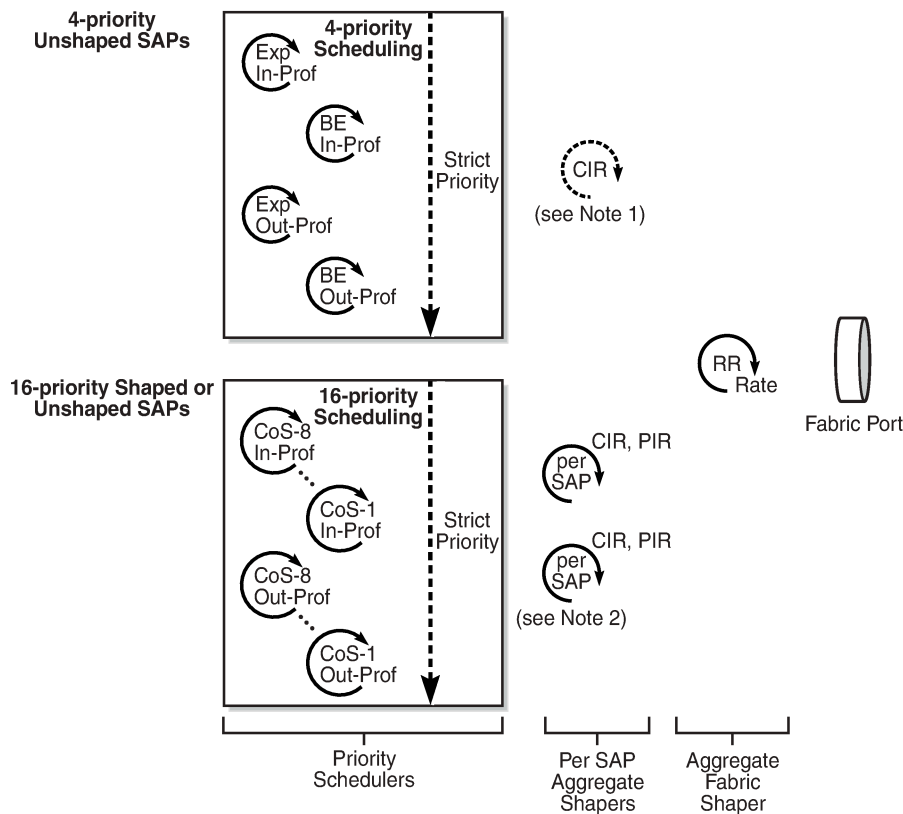 4-priority
Unshaped SAPs
4-priority
Scheduling
Exp
In-Prof
BE
In-Prof
Exp
Out-Prof
BE
Out-Prof
Strict
Priority
CIR
(see Note 1)
RR
Rate
Fabric Port
16-priority Shaped or
Unshaped SAPs
16-priority
Scheduling
CoS-8
In-Prof
CoS-1
In-Prof
CoS-8
Out-Prof
CoS-1
Out-Prof
Strict
Priority
CIR, PIR
per
SAP
CIR, PIR
per
SAP
(see Note 2)
Priority
Schedulers
Per SAP
Aggregate
Shapers
Aggregate
Fabric
Shaper